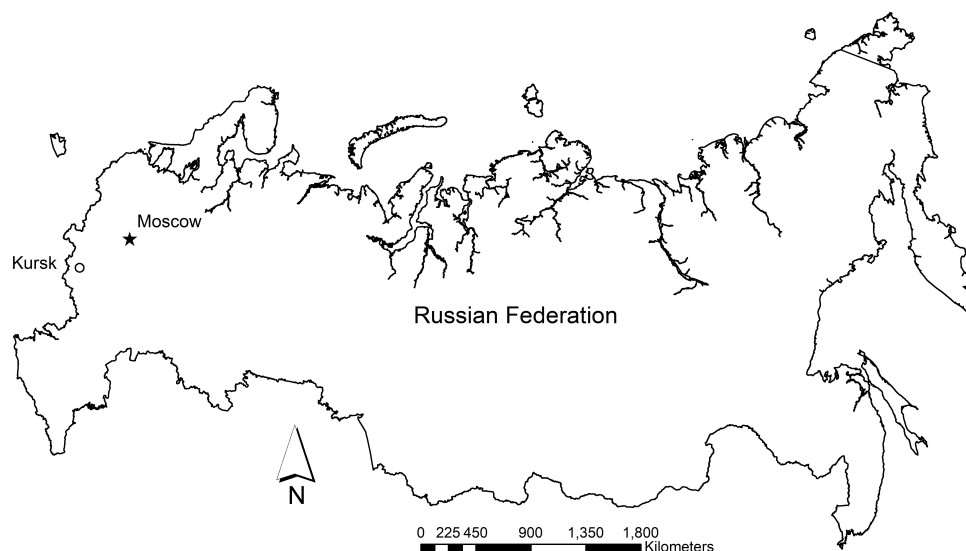 Moscow
Kursk
Russian Federation
N
0 225 450 900 1,350 1,800
Kilometers